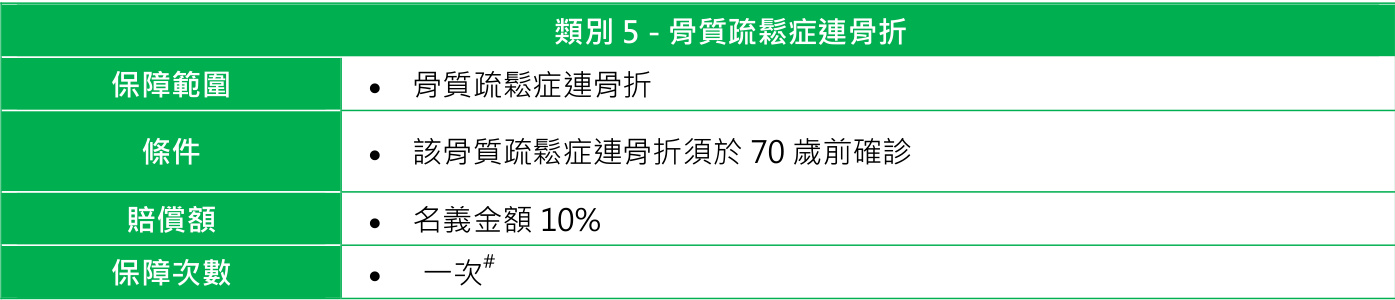 類別 5 - 骨質疏鬆症連骨折
保障範圍
● 骨質疏鬆症連骨折
條件
● 該骨質疏鬆症連骨折須於 70 歲前確診
賠償額
● 名義金額 10%
保障次數
● 一次#